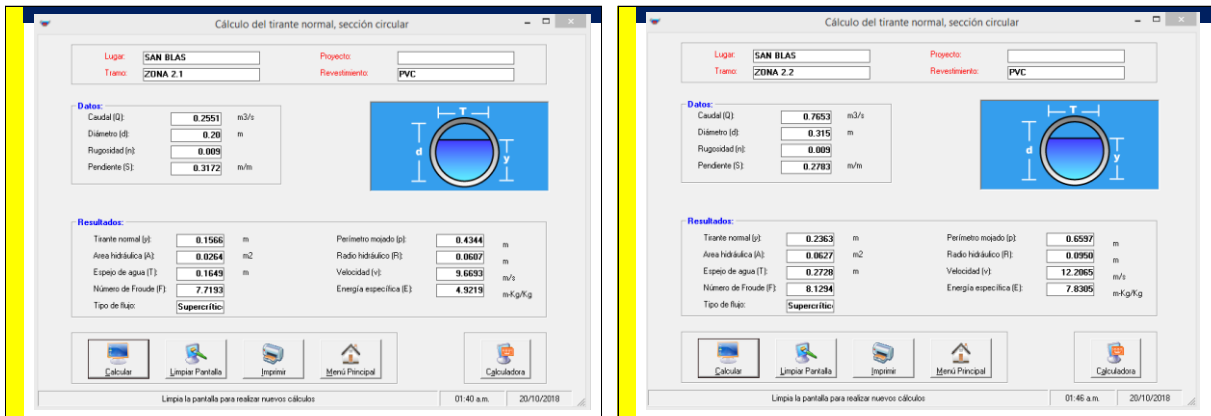 Cálculo del tirante normal, sección circular
Lugar: SAN BLAS Proyecto:
Tramo: ZONA 2.1 Revestimiento: PVC
Datos:
Caudal (Q): 0.2551 m3/s
Diámetro (d): 0.20 m
Rugosidad (n): 0.009
Pendiente (S): 0.3172 m/m
T
d
y
Resultados:
Tirante normal (y): 0.1566 m Perímetro mojado (p): 0.4344 m
Area hidráulica (A): 0.0264 m2 Radio hidráulico (R): 0.0607 m
Espejo de agua (T): 0.1649 m Velocidad (v): 9.6693 m/s
Número de Froude (F): 7.7193 Energía específica (E): 4.9219 m-Kg/Kg
Tipo de flujo: Supercrític
Calcular Limpiar Pantalla Imprimir Menú Principal Calculadora
Limpia la pantalla para realizar nuevos cálculos 01:40 a.m. 20/10/2018
Cálculo del tirante normal, sección circular
Lugar: SAN BLAS Proyecto:
Tramo: ZONA 2.2 Revestimiento: PVC
Datos:
Caudal (Q): 0.7653 m3/s
Diámetro (d): 0.315 m
Rugosidad (n): 0.009
Pendiente (S): 0.2783 m/m
T
d
y
Resultados:
Tirante normal (y): 0.2363 m Perímetro mojado (p): 0.6597 m
Area hidráulica (A): 0.0627 m2 Radio hidráulico (R): 0.0950 m
Espejo de agua (T): 0.2728 m Velocidad (v): 12.2065 m/s
Número de Froude (F): 8.1294 Energía específica (E): 7.8305 m-Kg/Kg
Tipo de flujo: Supercrític
Calcular Limpiar Pantalla Imprimir Menú Principal Calculadora
Limpia la pantalla para realizar nuevos cálculos 01:46 a.m. 20/10/2018